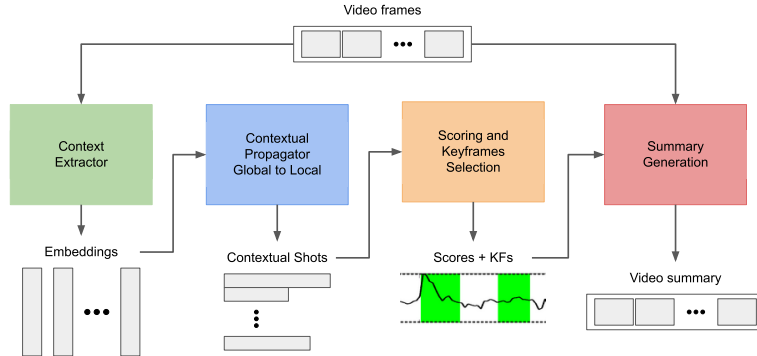 Video frames
Context
Extractor
Contextual
Propagator
Global to Local
Scoring and
Keyframes
Selection
Summary
Generation
Embeddings
Contextual Shots
Scores + KFs
Video summary